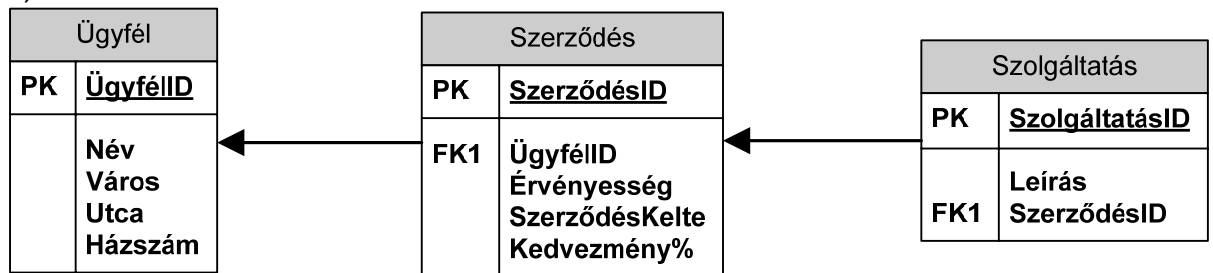 Ügyfél
PK ÜgyfélID
Név
Város
Utca
Házszám
Szerződés
PK SzerződésID
FK1 ÜgyfélID
Érvényesség
SzerződésKelte
Kedvezmény%
Szolgáltatás
PK SzolgáltatásID
Leírás
FK1 SzerződésID